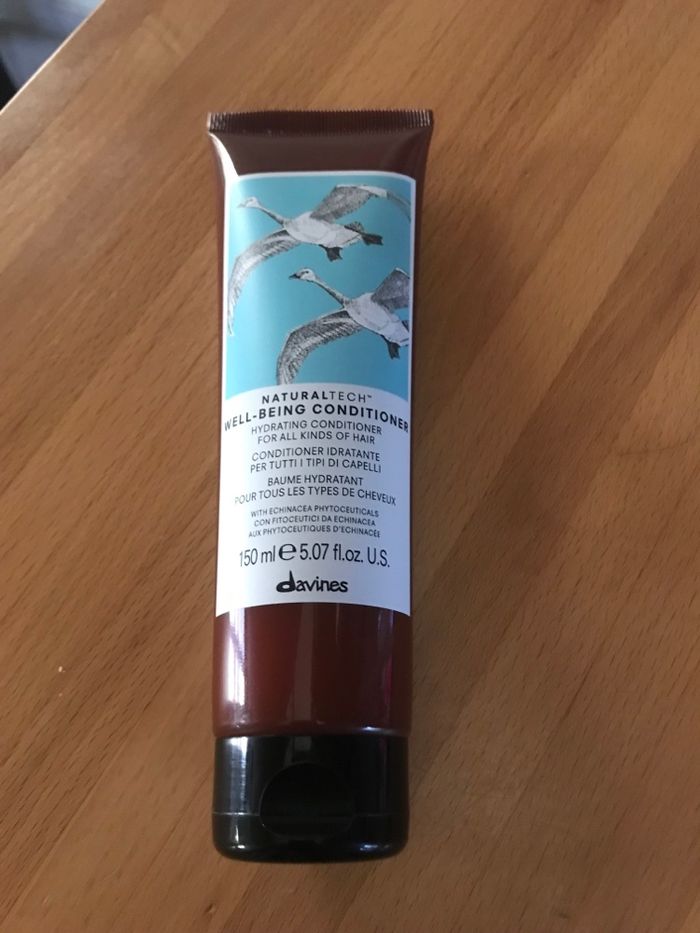 NATURALTECH™
WELL-BEING CONDITIONER
HYDRATING CONDITIONER
FOR ALL KINDS OF HAIR
CONDITIONER IDRATANTE
PER TUTTI I TIPI DI CAPELLI
BAUME HYDRATANT
POUR TOUS LES TYPES DE CHEVEUX
WITH ECHINACEA PHYTOCEUTICALS
CON FITOCEUTICI DA ECHINACEA
AUX PHYTOCEUTIQUES D'ECHINACÉE
150 ml ℮ 5.07 fl.oz. U.S.
davines